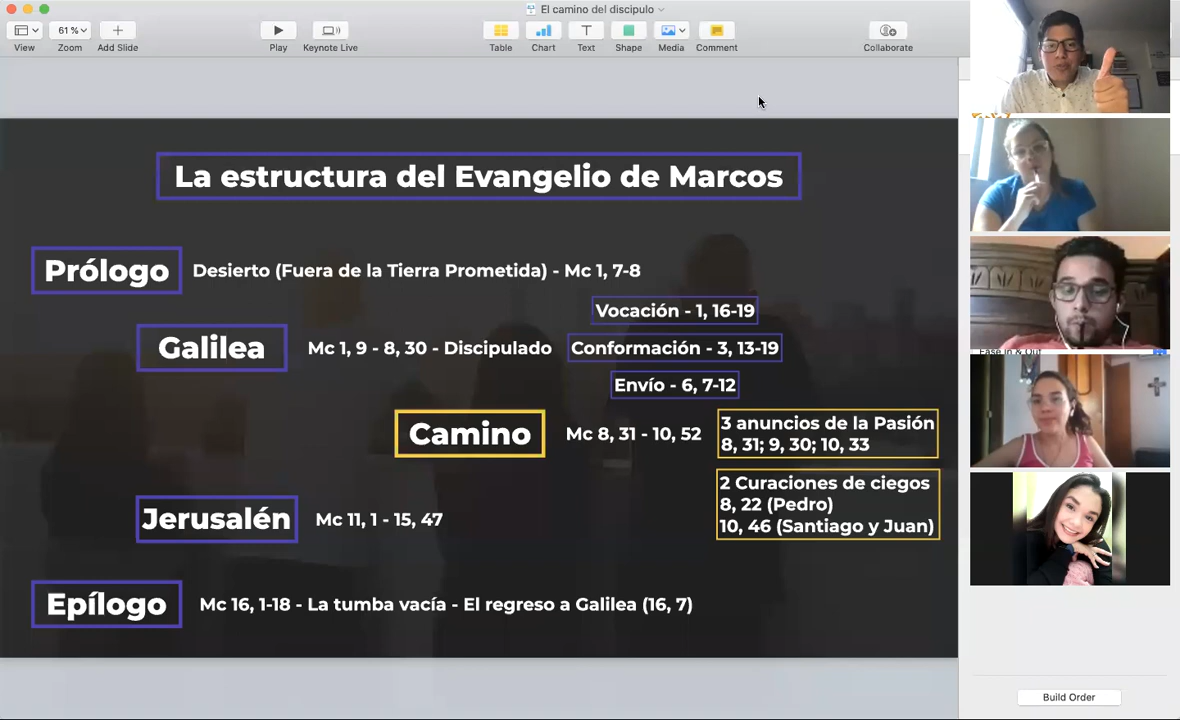 El camino del discipulo
61 %
View
Zoom
Add Slide
Play
Keynote Live
Table
Chart
Text
Shape
Media
Comment
Collaborate
La estructura del Evangelio de Marcos
Prólogo
Desierto (Fuera de la Tierra Prometida) - Mc 1, 7-8
Vocación - 1, 16-19
Galilea
Mc 1, 9 - 8, 30 - Discipulado
Conformación - 3, 13-19
Envío - 6, 7-12
Camino
Mc 8, 31 - 10, 52
3 anuncios de la Pasión
8, 31; 9, 30; 10, 33
2 Curaciones de ciegos
8, 22 (Pedro)
10, 46 (Santiago y Juan)
Jerusalén
Mc 11, 1 - 15, 47
Epílogo
Mc 16, 1-18 - La tumba vacía - El regreso a Galilea (16, 7)
Ease In & Out
Build Order